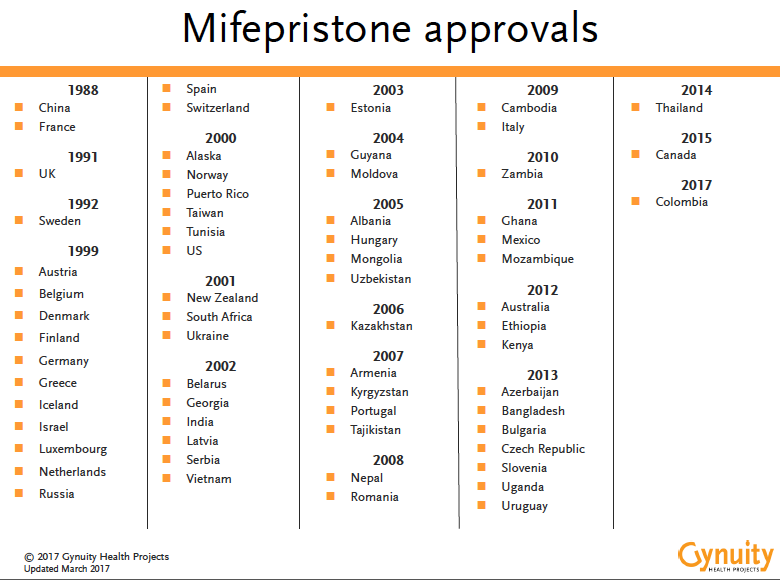 Mifepristone approvals
1988
China
France
1991
UK
1992
Sweden
1999
Austria
Belgium
Denmark
Finland
Germany
Greece
Iceland
Israel
Luxembourg
Netherlands
Russia
Spain
Switzerland
2000
Alaska
Norway
Puerto Rico
Taiwan
Tunisia
US
2001
New Zealand
South Africa
Ukraine
2002
Belarus
Georgia
India
Latvia
Serbia
Vietnam
2003
Estonia
2004
Guyana
Moldova
2005
Albania
Hungary
Mongolia
Uzbekistan
2006
Kazakhstan
2007
Armenia
Kyrgyzstan
Portugal
Tajikistan
2008
Nepal
Romania
2009
Cambodia
Italy
2010
Zambia
2011
Ghana
Mexico
Mozambique
2012
Australia
Ethiopia
Kenya
2013
Azerbaijan
Bangladesh
Bulgaria
Czech Republic
Slovenia
Uganda
Uruguay
2014
Thailand
2015
Canada
2017
Colombia
© 2017 Gynuity Health Projects
Updated March 2017
Gynuity
HEALTH PROJECTS